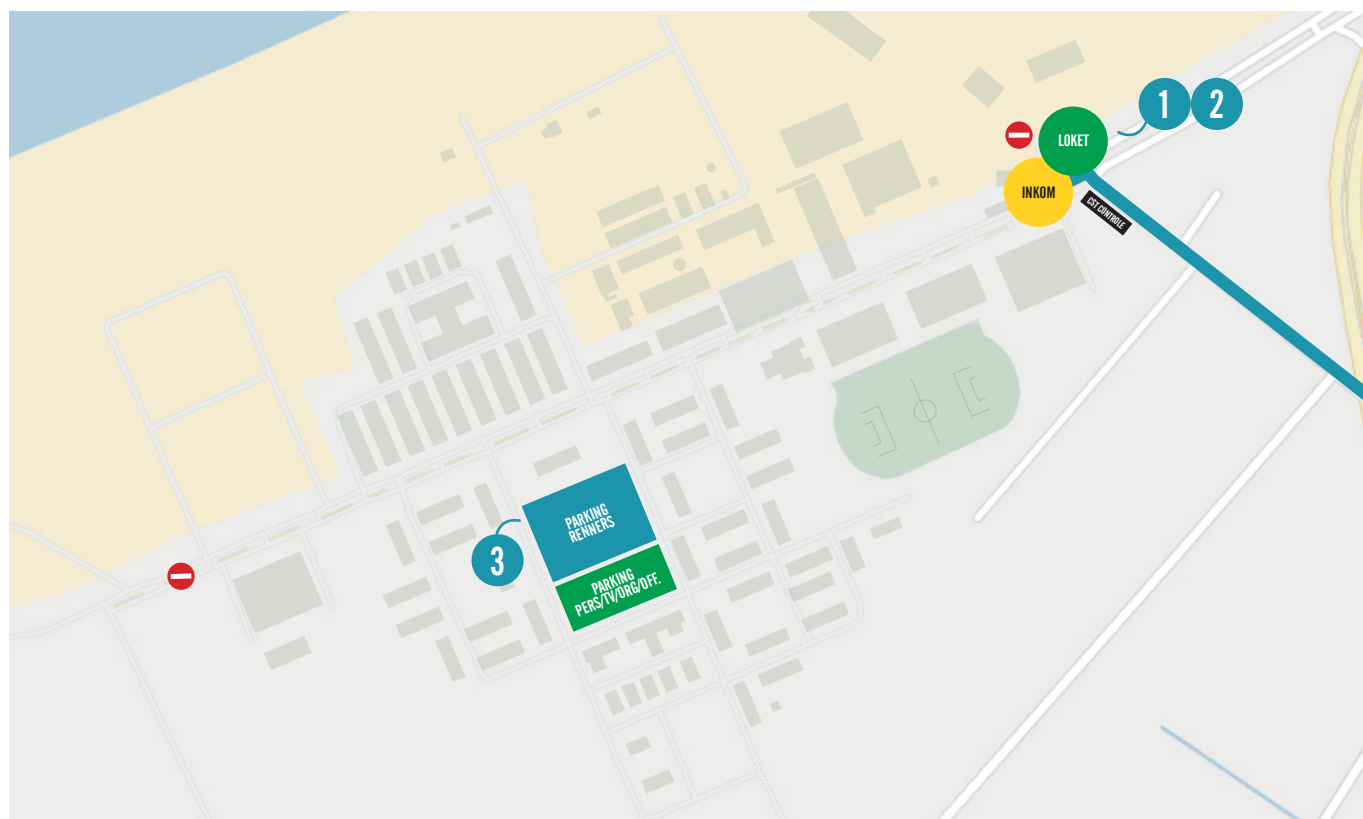 1 2
LOKET
INKOM
CST CONTROLE
PARKING
RENNERS
3
PARKING
PERS/TV/ORG/OFF.